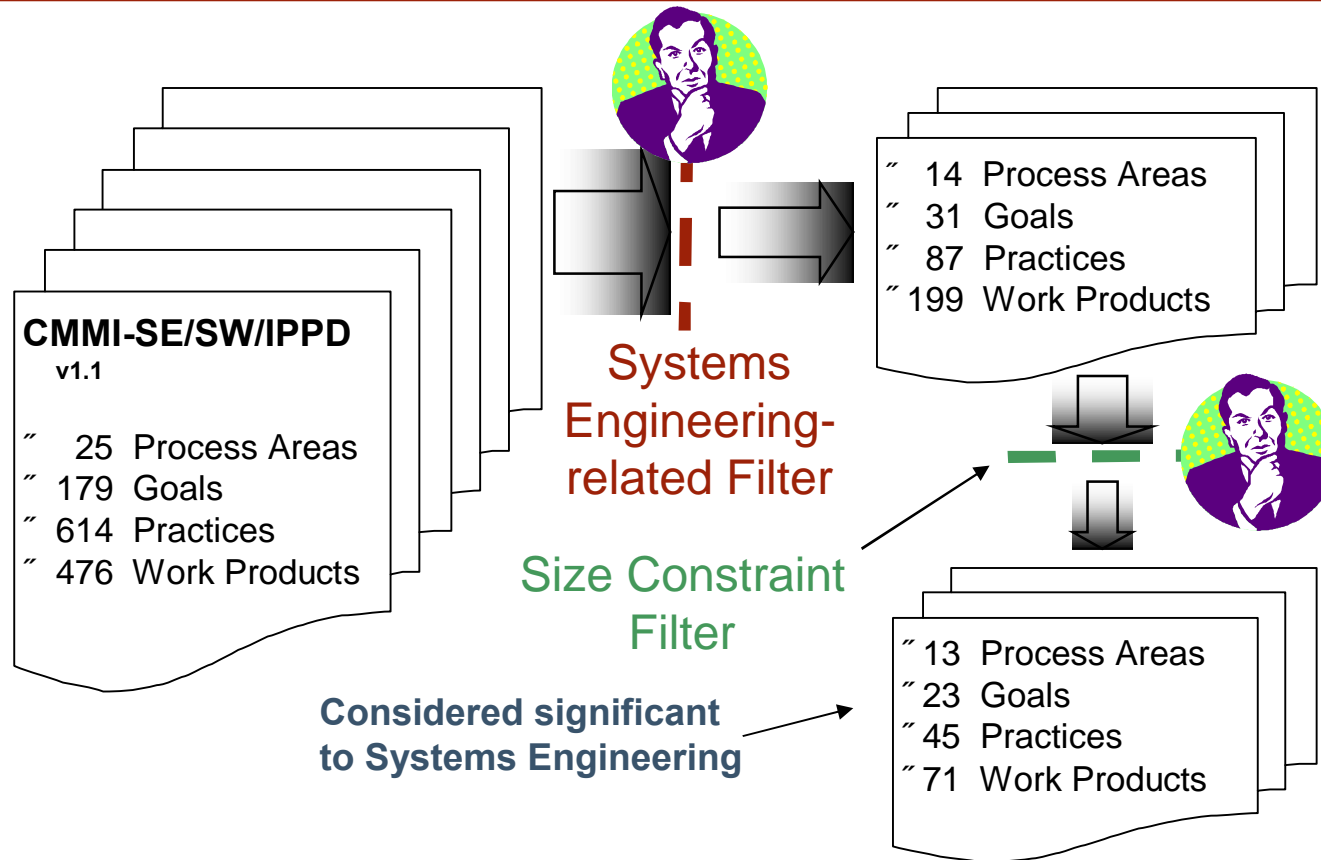 CMMI-SE/SW/IPPD
v1.1
˝ 25 Process Areas
˝ 179 Goals
˝ 614 Practices
˝ 476 Work Products
Systems
Engineering-
related Filter
˝ 14 Process Areas
˝ 31 Goals
˝ 87 Practices
˝ 199 Work Products
Size Constraint
Filter
Considered significant
to Systems Engineering
˝ 13 Process Areas
˝ 23 Goals
˝ 45 Practices
˝ 71 Work Products